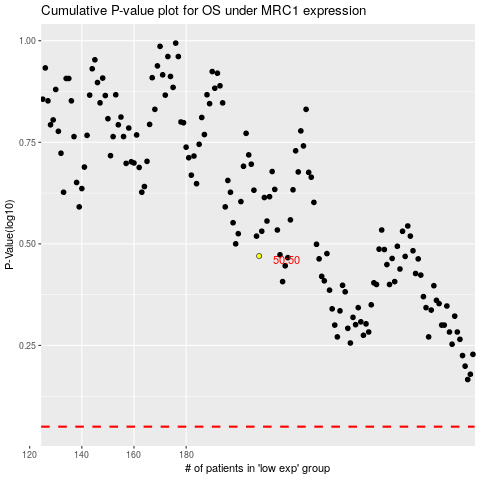 Cumulative P-value plot for OS under MRC1 expression
P-Value(log10)
1.00
0.75
0.50
0.25
50-50
120 140 160 180
# of patients in 'low exp' group